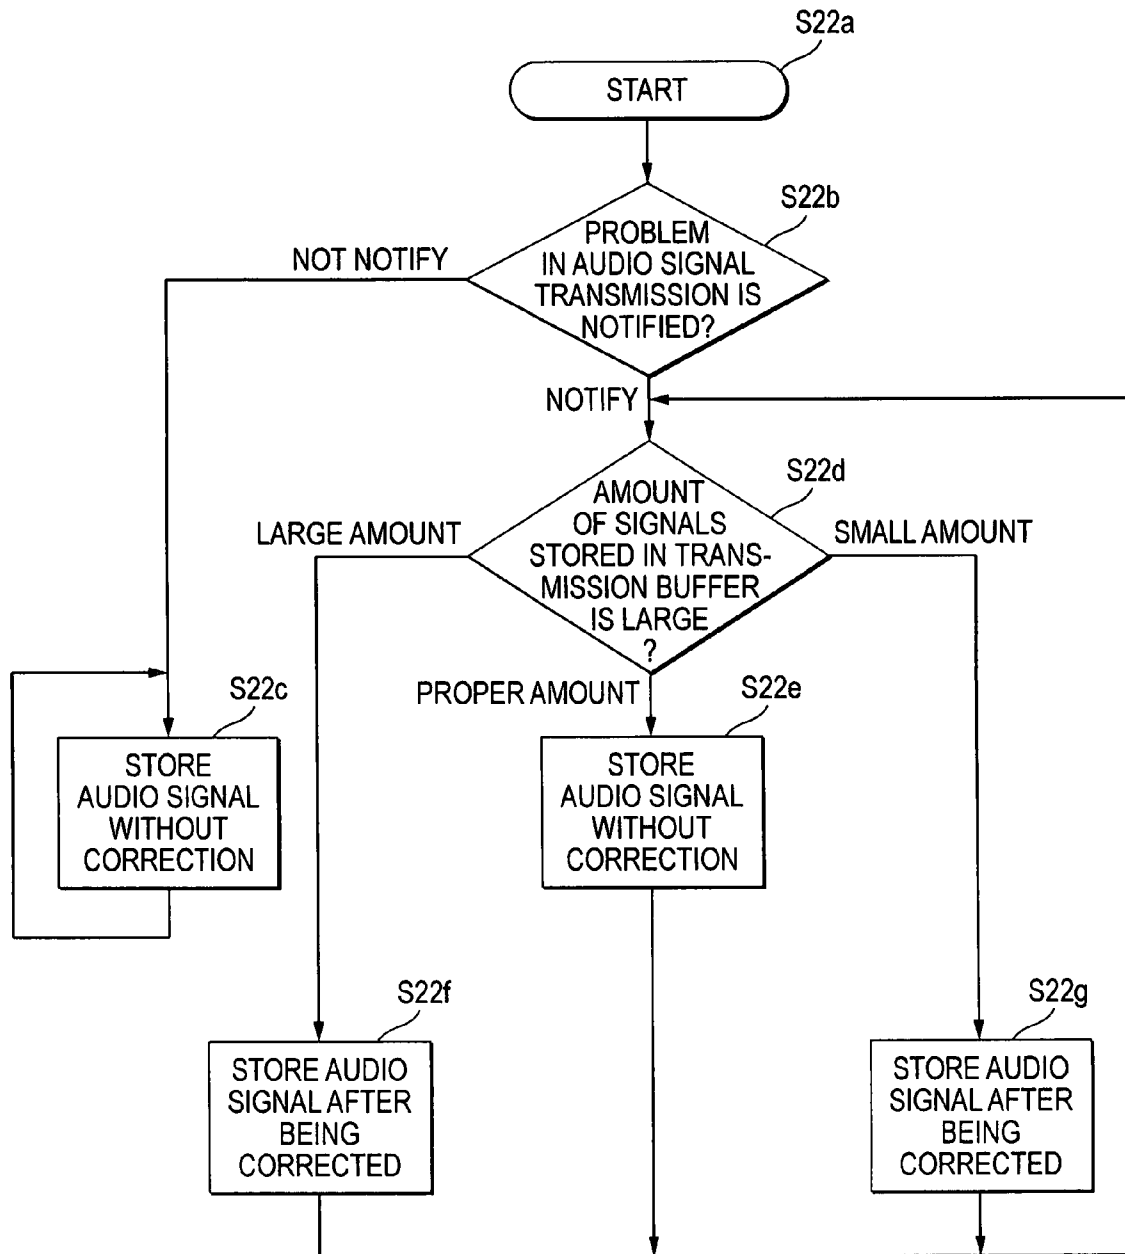 S22a
START
S22b
PROBLEM
IN AUDIO SIGNAL
TRANSMISSION IS
NOTIFIED?
NOT NOTIFY
NOTIFY
S22d
AMOUNT
OF SIGNALS
STORED IN TRANS-
MISSION BUFFER
IS LARGE
?
LARGE AMOUNT
SMALL AMOUNT
PROPER AMOUNT
S22c
STORE
AUDIO SIGNAL
WITHOUT
CORRECTION
S22e
STORE
AUDIO SIGNAL
WITHOUT
CORRECTION
S22f
STORE AUDIO
SIGNAL AFTER
BEING
CORRECTED
S22g
STORE AUDIO
SIGNAL AFTER
BEING
CORRECTED